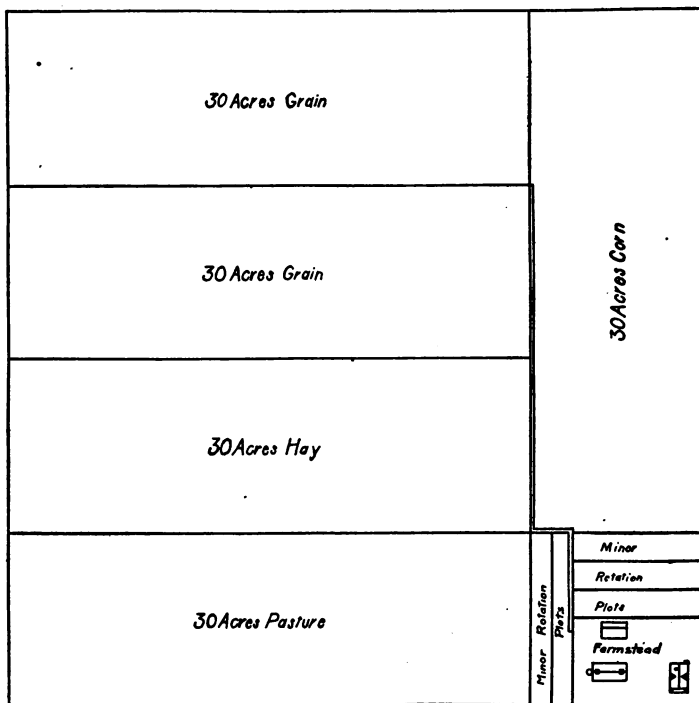 30 Acres Grain
30 Acres Grain
30 Acres Corn
30 Acres Hay
30 Acres Pasture
Minor Rotation
Plots
Minor
Rotation
Plots
Farmstead